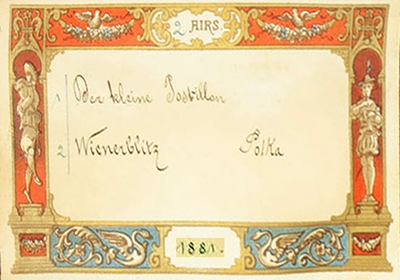 2 AIRS.
1 Der kleine Postillon
2 Wienerblitz Polka
1881.